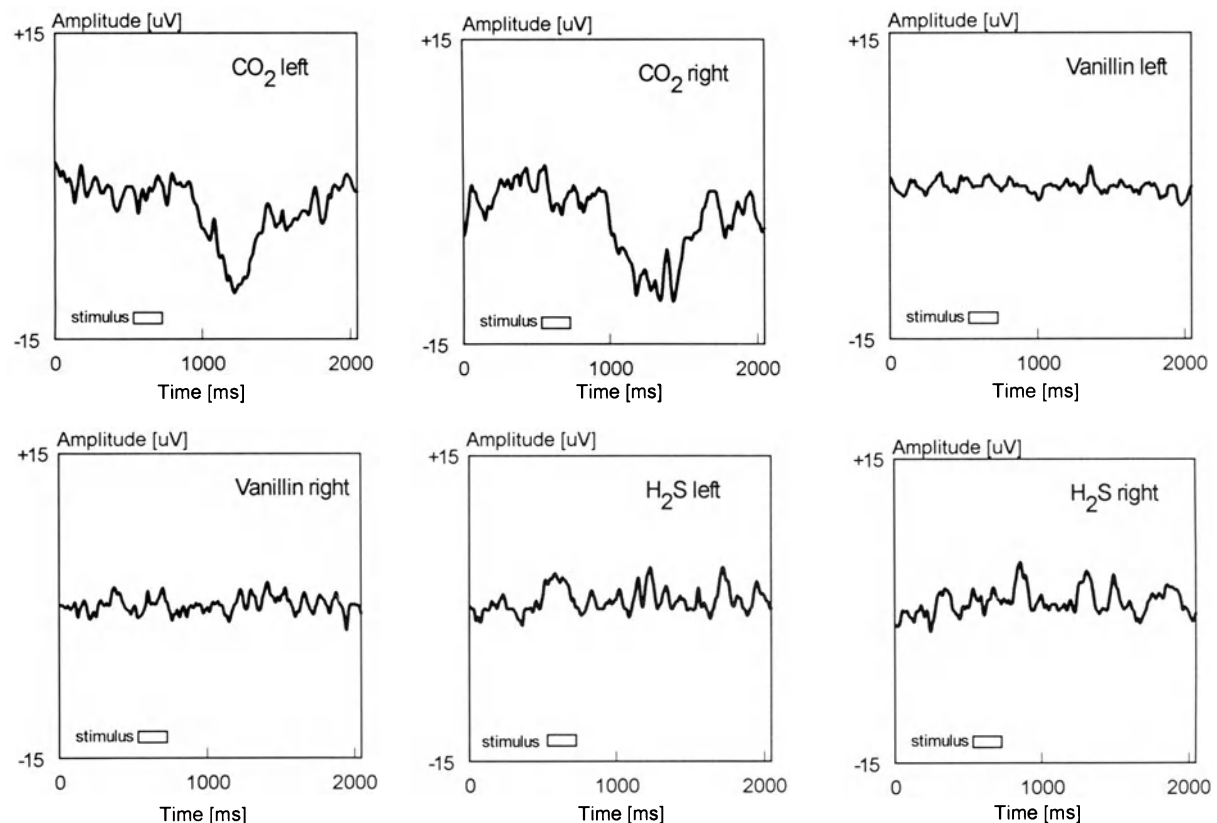 Amplitude [uV]
+15
CO2 left
stimulus
-15
0 1000 2000
Time [ms]
Amplitude [uV]
+15
CO2 right
stimulus
-15
0 1000 2000
Time [ms]
Amplitude [uV]
+15
Vanillin left
stimulus
-15
0 1000 2000
Time [ms]
Amplitude [uV]
+15
Vanillin right
stimulus
-15
0 1000 2000
Time [ms]
Amplitude [uV]
+15
H2S left
stimulus
-15
0 1000 2000
Time [ms]
Amplitude [uV]
+15
H2S right
stimulus
-15
0 1000 2000
Time [ms]